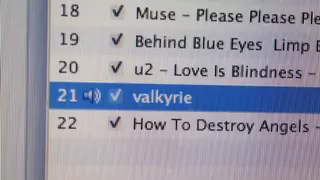 18 Muse - Please Please Ple
19 Behind Blue Eyes Limp B
20 u2 - Love Is Blindness -
21 valkyrie
22 How To Destroy Angels -